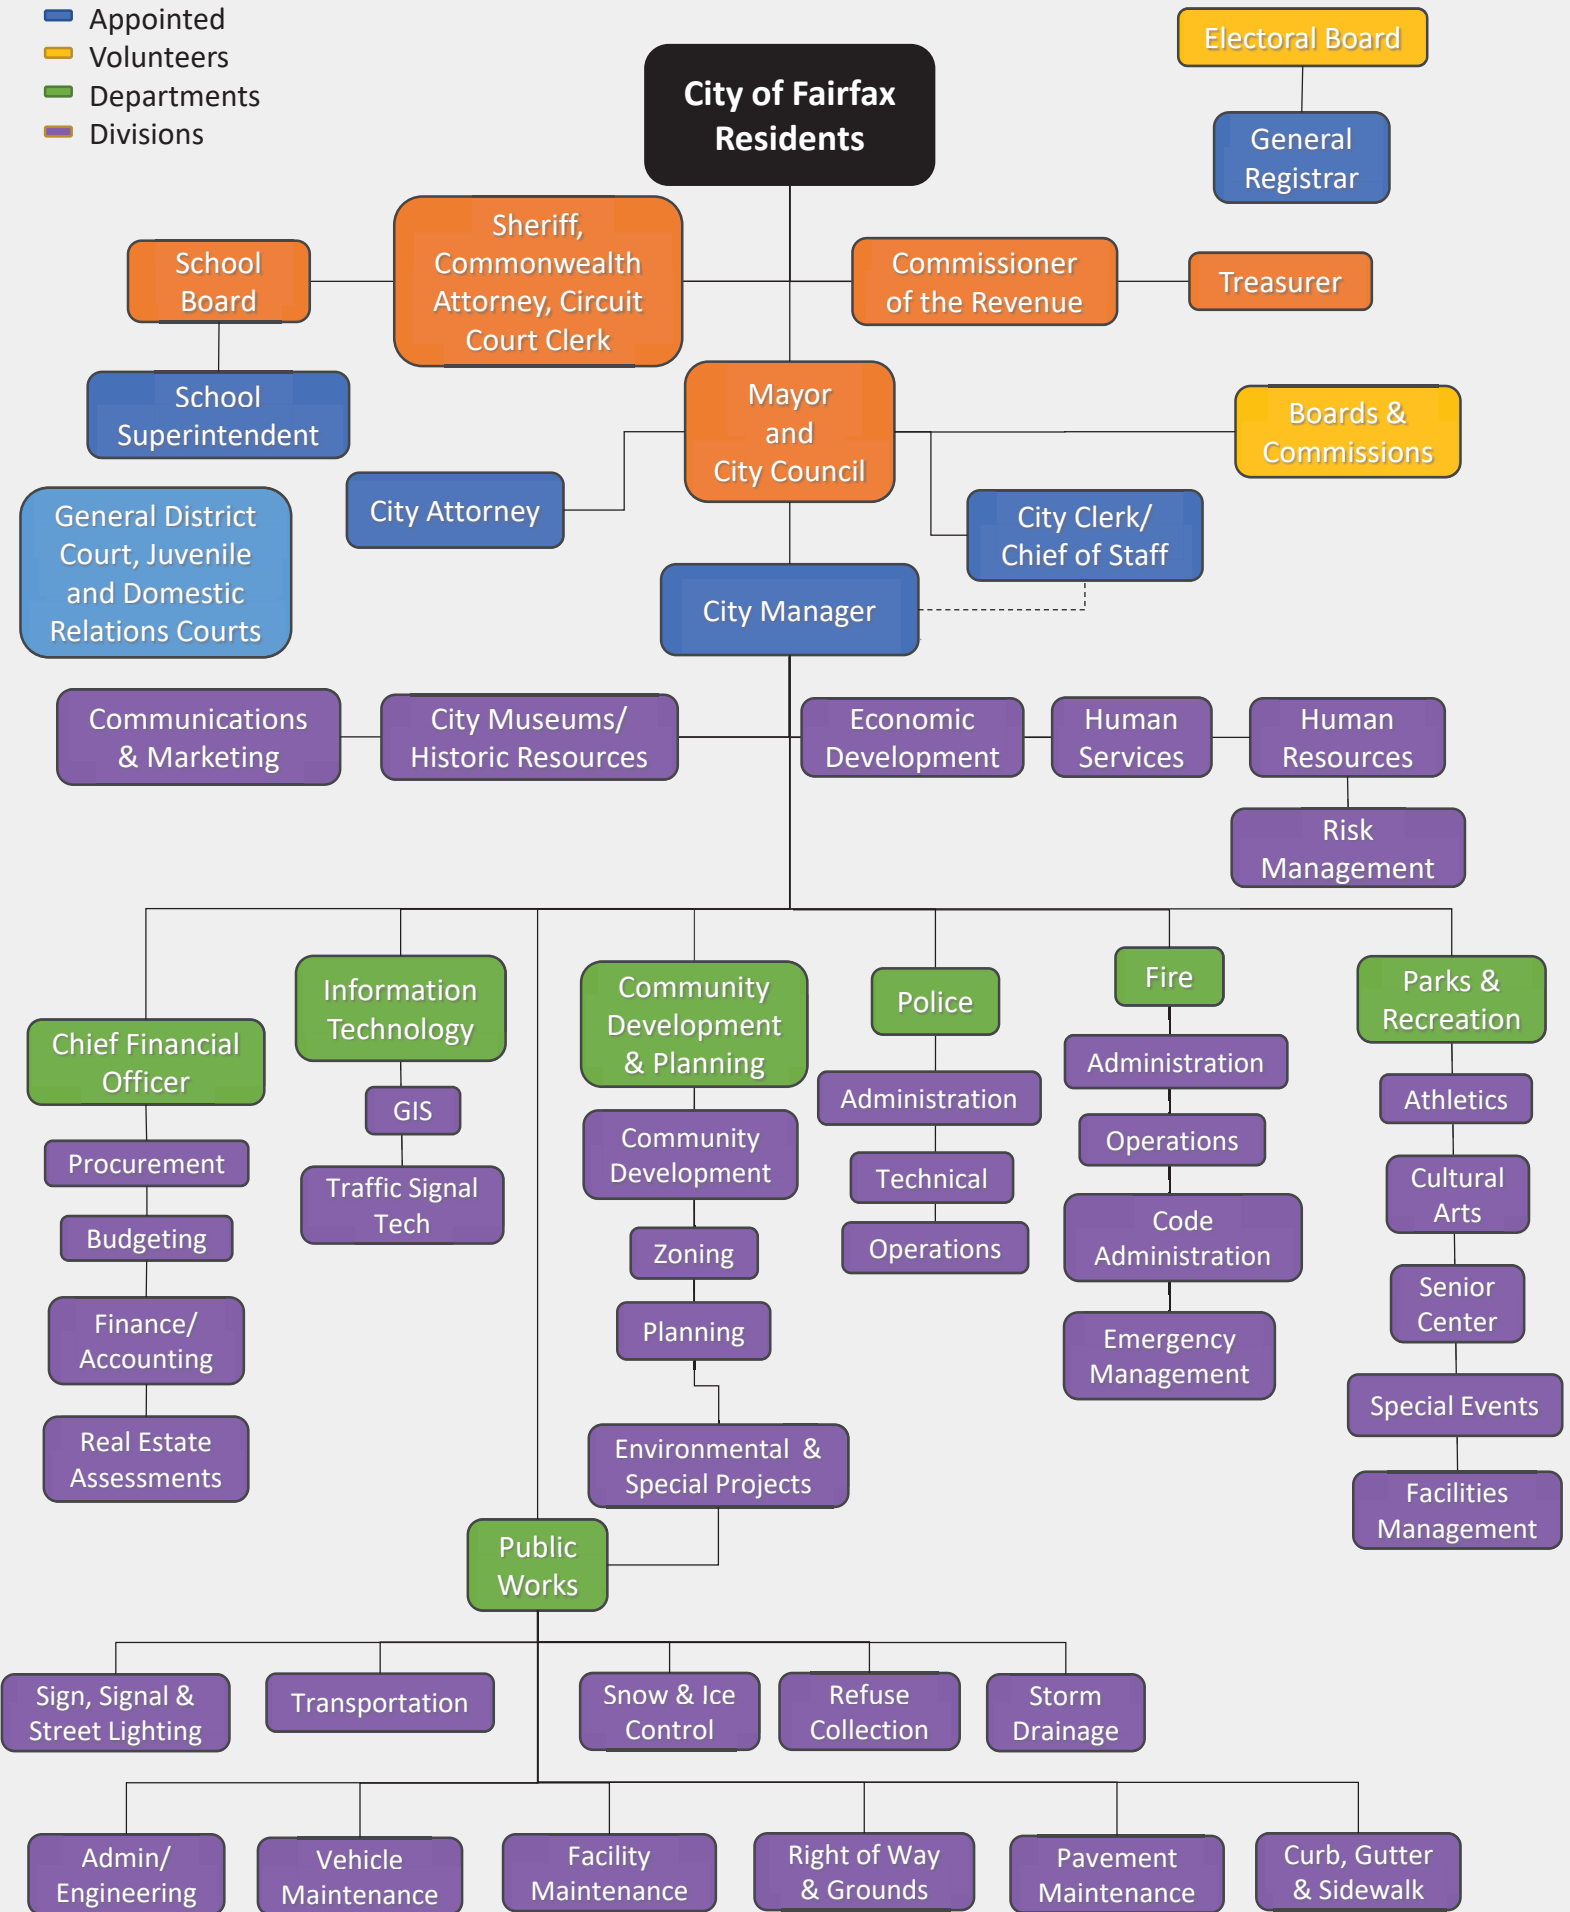 Appointed
Volunteers
Departments
Divisions
City of Fairfax
Residents
Electoral Board
General
Registrar
School
Board
Sheriff,
Commonwealth
Attorney, Circuit
Court Clerk
Commissioner
of the Revenue
Treasurer
School
Superintendent
Mayor
and
City Council
Boards &
Commissions
City Attorney
City Clerk/
Chief of Staff
General District
Court, Juvenile
and Domestic
Relations Courts
City Manager
Communications
& Marketing
City Museums/
Historic Resources
Economic
Development
Human
Services
Human
Resources
Risk
Management
Chief Financial
Officer
Procurement
Budgeting
Finance/
Accounting
Real Estate
Assessments
Information
Technology
GIS
Traffic Signal
Tech
Community
Development
& Planning
Community
Development
Zoning
Planning
Environmental &
Special Projects
Police
Administration
Technical
Operations
Fire
Administration
Operations
Code
Administration
Emergency
Management
Parks &
Recreation
Athletics
Cultural
Arts
Senior
Center
Special Events
Facilities
Management
Public
Works
Sign, Signal &
Street Lighting
Transportation
Snow & Ice
Control
Refuse
Collection
Storm
Drainage
Admin/
Engineering
Vehicle
Maintenance
Facility
Maintenance
Right of Way
& Grounds
Pavement
Maintenance
Curb, Gutter
& Sidewalk